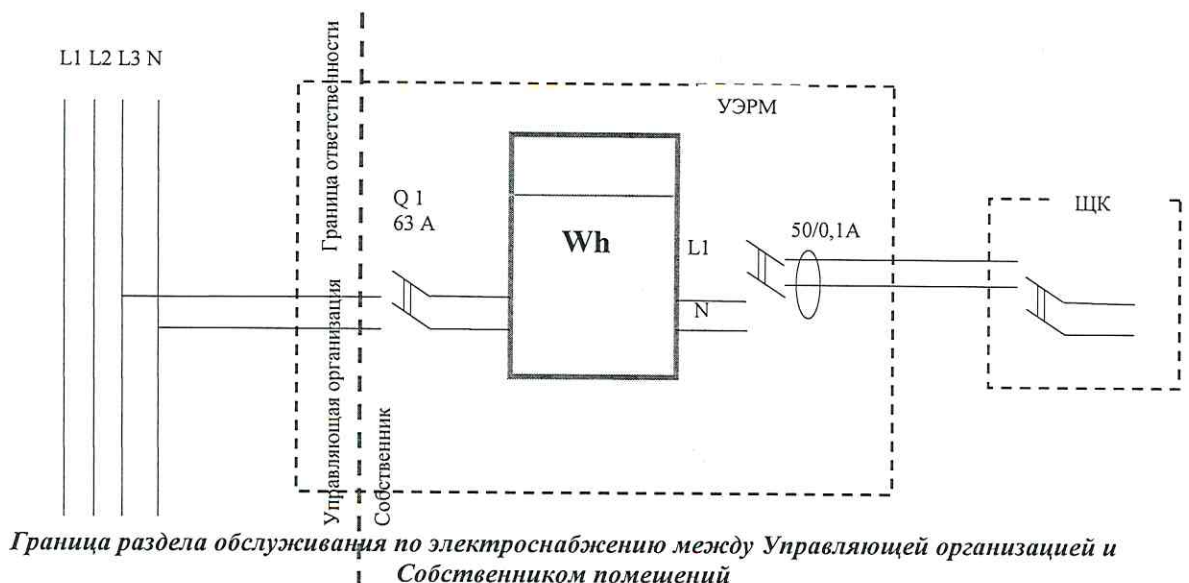 L1 L2 L3 N
Граница ответственности
УЭРМ
Q 1
63 А
Wh
L1
N
50/0,1А
ЩК
Управляющая организация
Собственник
Граница раздела обслуживания по электроснабжению между Управляющей организацией и
Собственником помещений